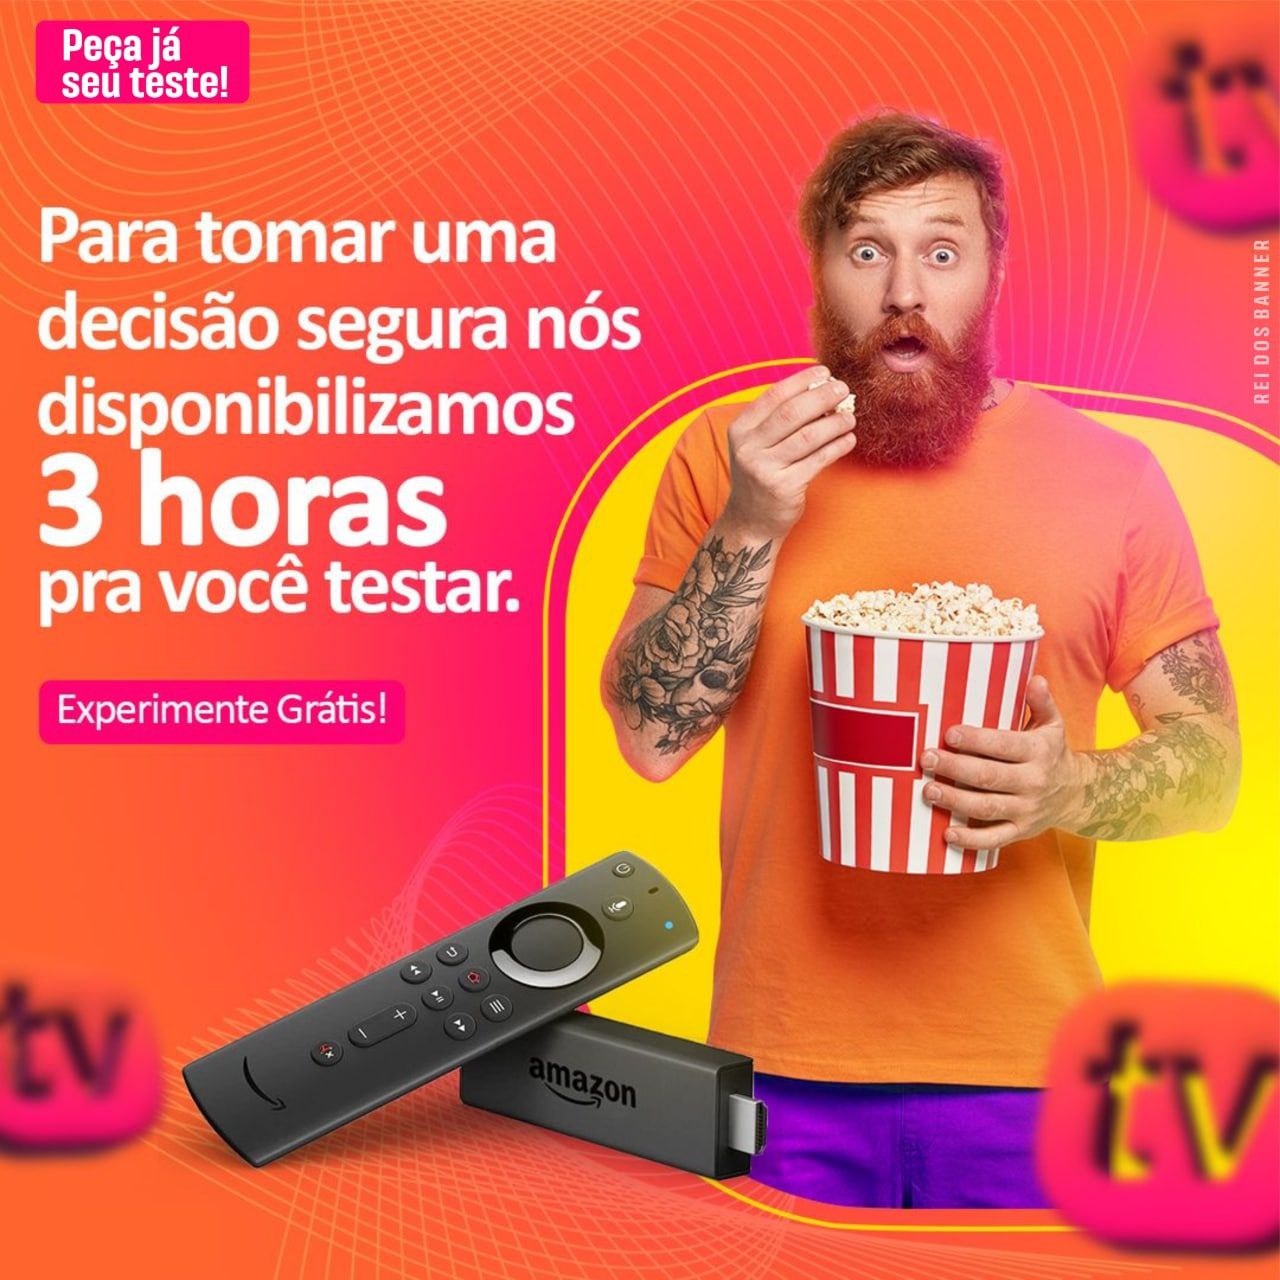 Peça já
seu teste!
Para tomar uma
decisão segura nós
disponibilizamos
3 horas
pra você testar.
Experimente Grátis!
REI DOS BANNER
amazon
tv
tv
tv